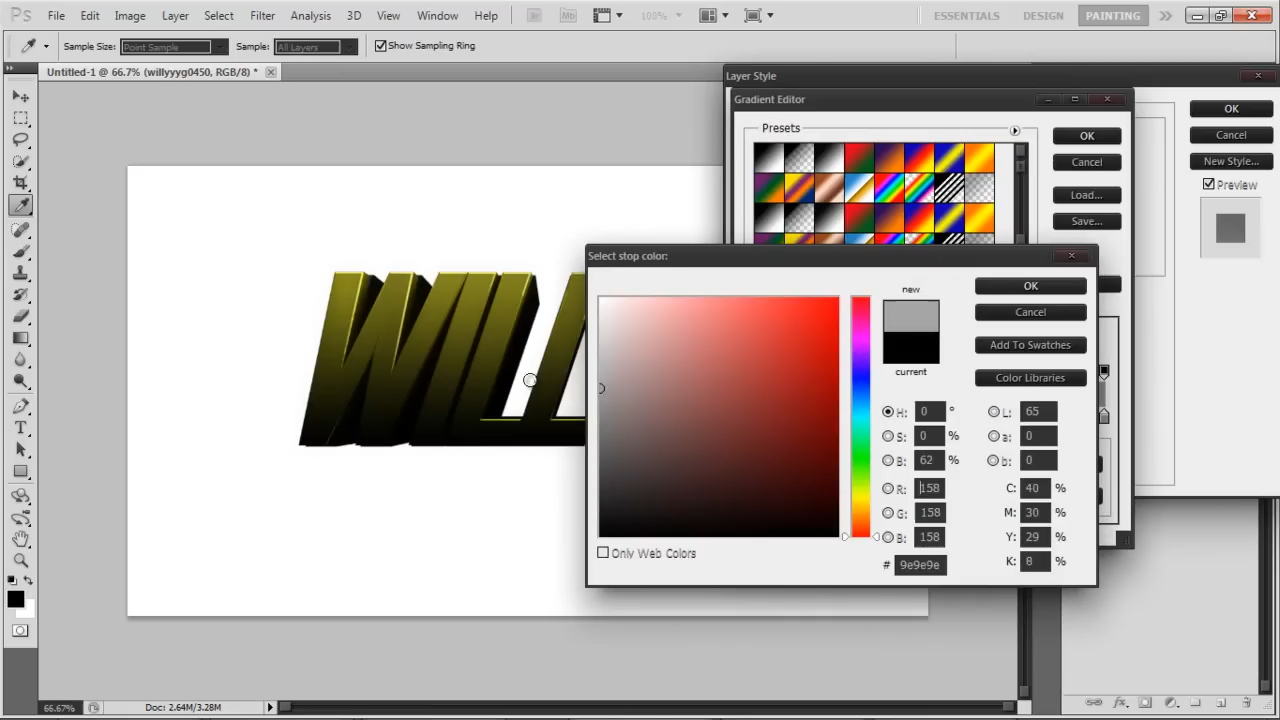 Ps File Edit Image Layer Select Filter Analysis 3D View Window Help Br Mb 100% ESSENTIALS DESIGN PAINTING
Sample Size: Point Sample Sample: All Layers Show Sampling Ring
Untitled-1 @ 66.7% (willyyyg0450, RGB/8) *
Layer Style
Gradient Editor
Presets
OK
Cancel
Load...
Save...
OK
Cancel
New Style...
Preview
Select stop color:
new
current
OK
Cancel
Add To Swatches
Color Libraries
H: 0 ° L: 65
S: 0 % a: 0
B: 62 % b: 0
R: 158 C: 40 %
G: 158 M: 30 %
B: 158 Y: 29 %
# 9e9e9e K: 8 %
Only Web Colors
T
66.67% Doc: 2.64M/3.28M
fx